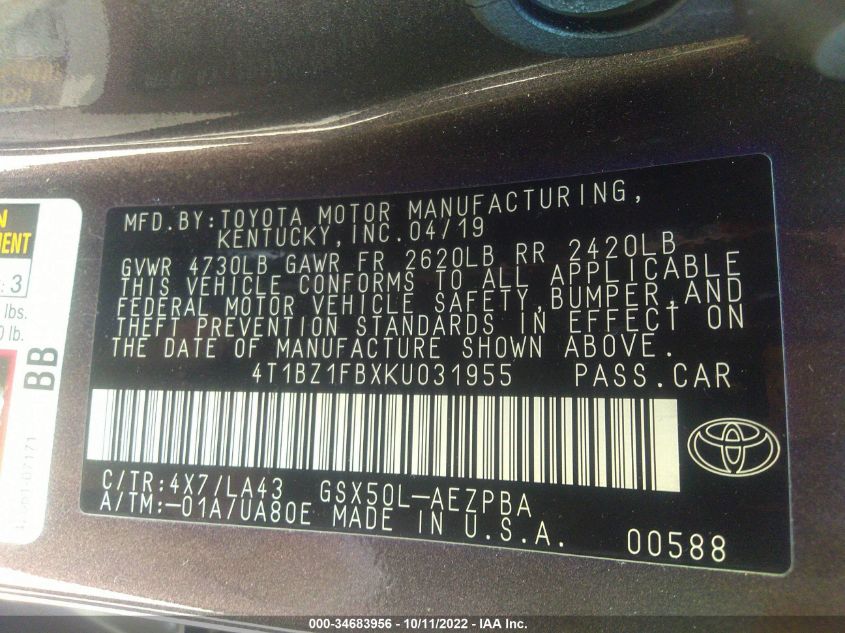 MFD.BY:TOYOTA MOTOR MANUFACTURING,
KENTUCKY,INC.04/19
GVWR 4730LB GAWR FR 2620LB RR 2420LB
THIS VEHICLE CONFORMS TO ALL APPLICABLE
FEDERAL MOTOR VEHICLE SAFETY,BUMPER,AND
THEFT PREVENTION STANDARDS IN EFFECT ON
THE DATE OF MANUFACTURE SHOWN ABOVE.
4T1BZ1FBXKU031955 PASS.CAR
C/TR:4X7/LA43 GSX50L-AEZPBA
A/TM:-01A/UA80E MADE IN U.S.A.
00588
3
lbs.
lb.
BB
000-34683956 - 10/11/2022 - IAA Inc.